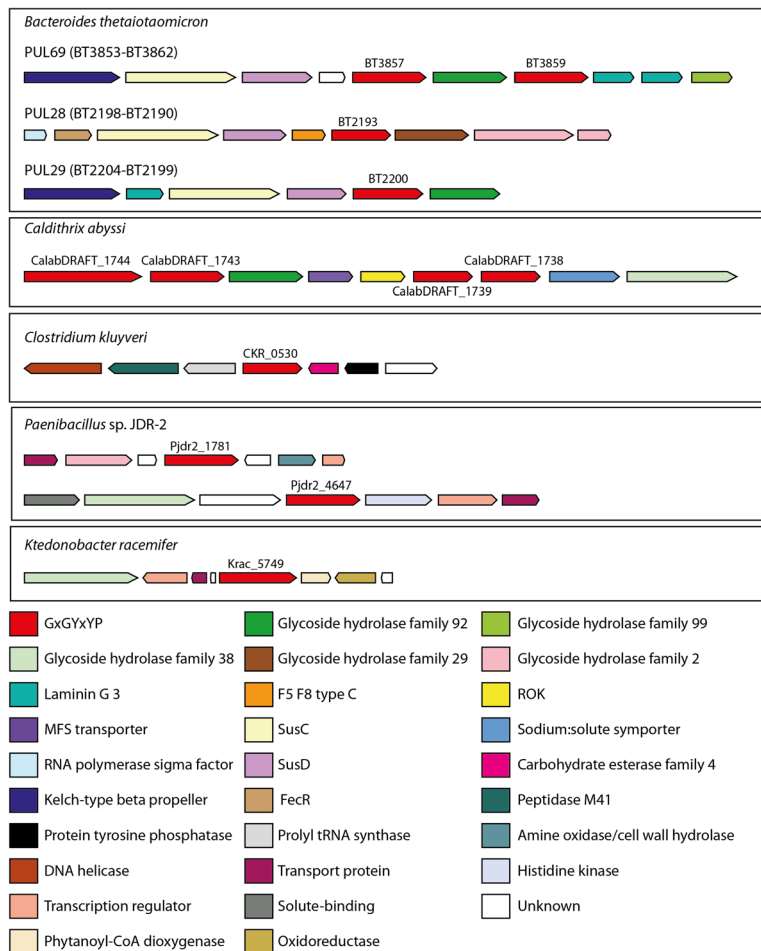 Bacteroides thetaiotaomicron
PUL69 (BT3853-BT3862)
BT3857 BT3859
PUL28 (BT2198-BT2190)
BT2193
PUL29 (BT2204-BT2199)
BT2200
Caldithrix abyssi
CalabDRAFT_1744 CalabDRAFT_1743 CalabDRAFT_1738
CalabDRAFT_1739
Clostridium kluyveri
CKR_0530
Paenibacillus sp. JDR-2
Pjdr2_1781
Pjdr2_4647
Ktedonobacter racemifer
Krac_5749
GxGYxYP Glycoside hydrolase family 92 Glycoside hydrolase family 99
Glycoside hydrolase family 38 Glycoside hydrolase family 29 Glycoside hydrolase family 2
Laminin G 3 F5 F8 type C ROK
MFS transporter SusC Sodium:solute symporter
RNA polymerase sigma factor SusD Carbohydrate esterase family 4
Kelch-type beta propeller FecR Peptidase M41
Protein tyrosine phosphatase Prolyl tRNA synthase Amine oxidase/cell wall hydrolase
DNA helicase Transport protein Histidine kinase
Transcription regulator Solute-binding Unknown
Phytanoyl-CoA dioxygenase Oxidoreductase